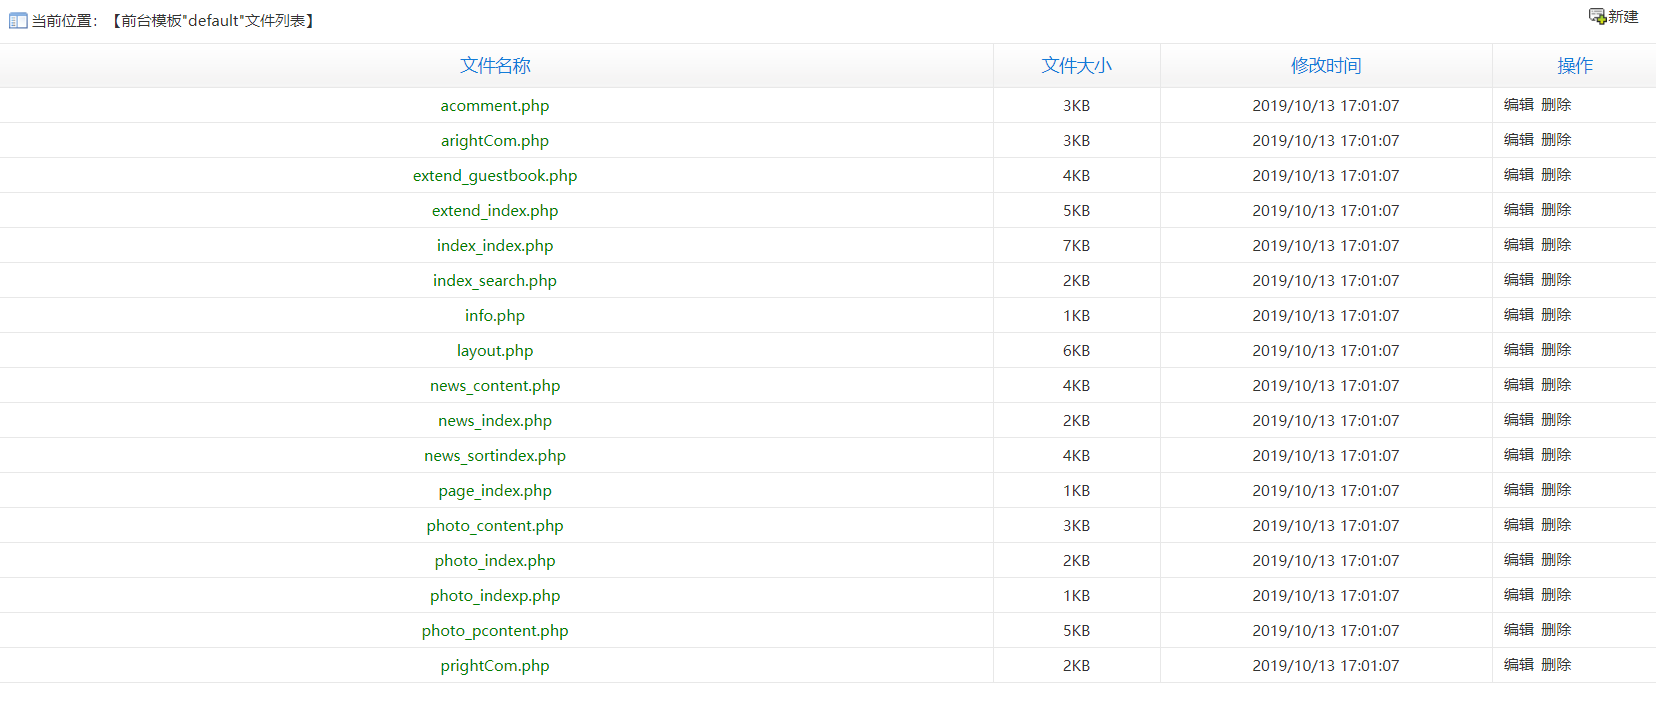 当前位置：【前台模板"default"文件列表】 新建
文件名称 文件大小 修改时间 操作
acomment.php 3KB 2019/10/13 17:01:07 编辑 删除
arightCom.php 3KB 2019/10/13 17:01:07 编辑 删除
extend_guestbook.php 4KB 2019/10/13 17:01:07 编辑 删除
extend_index.php 5KB 2019/10/13 17:01:07 编辑 删除
index_index.php 7KB 2019/10/13 17:01:07 编辑 删除
index_search.php 2KB 2019/10/13 17:01:07 编辑 删除
info.php 1KB 2019/10/13 17:01:07 编辑 删除
layout.php 6KB 2019/10/13 17:01:07 编辑 删除
news_content.php 4KB 2019/10/13 17:01:07 编辑 删除
news_index.php 2KB 2019/10/13 17:01:07 编辑 删除
news_sortindex.php 4KB 2019/10/13 17:01:07 编辑 删除
page_index.php 1KB 2019/10/13 17:01:07 编辑 删除
photo_content.php 3KB 2019/10/13 17:01:07 编辑 删除
photo_index.php 2KB 2019/10/13 17:01:07 编辑 删除
photo_indexp.php 1KB 2019/10/13 17:01:07 编辑 删除
photo_pcontent.php 5KB 2019/10/13 17:01:07 编辑 删除
prightCom.php 2KB 2019/10/13 17:01:07 编辑 删除